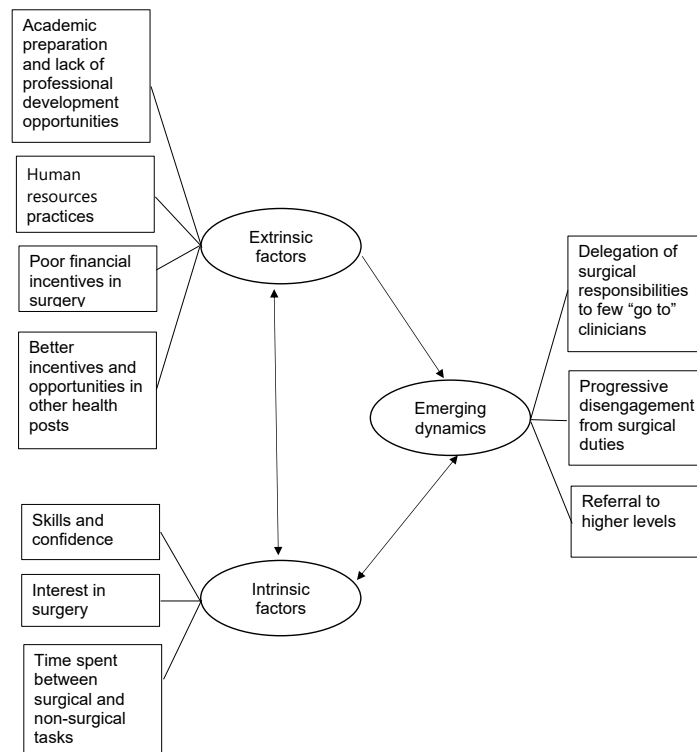 Academic
preparation
and lack of
professional
development
opportunities
Human
resources
practices
Poor financial
incentives in
surgery
Better
incentives and
opportunities in
other health
posts
Extrinsic
factors
Emerging
dynamics
Delegation of
surgical
responsibilities
to few “go to”
clinicians
Progressive
disengagement
from surgical
duties
Referral to
higher levels
Skills and
confidence
Interest in
surgery
Time spent
between
surgical and
non-surgical
tasks
Intrinsic
factors